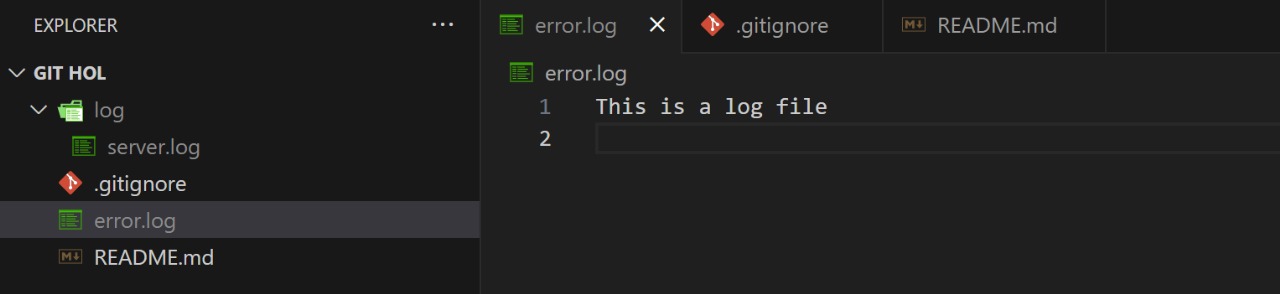 EXPLORER ...
GIT HOL
log
server.log
.gitignore
error.log
README.md
error.log .gitignore README.md
error.log
1 This is a log file
2